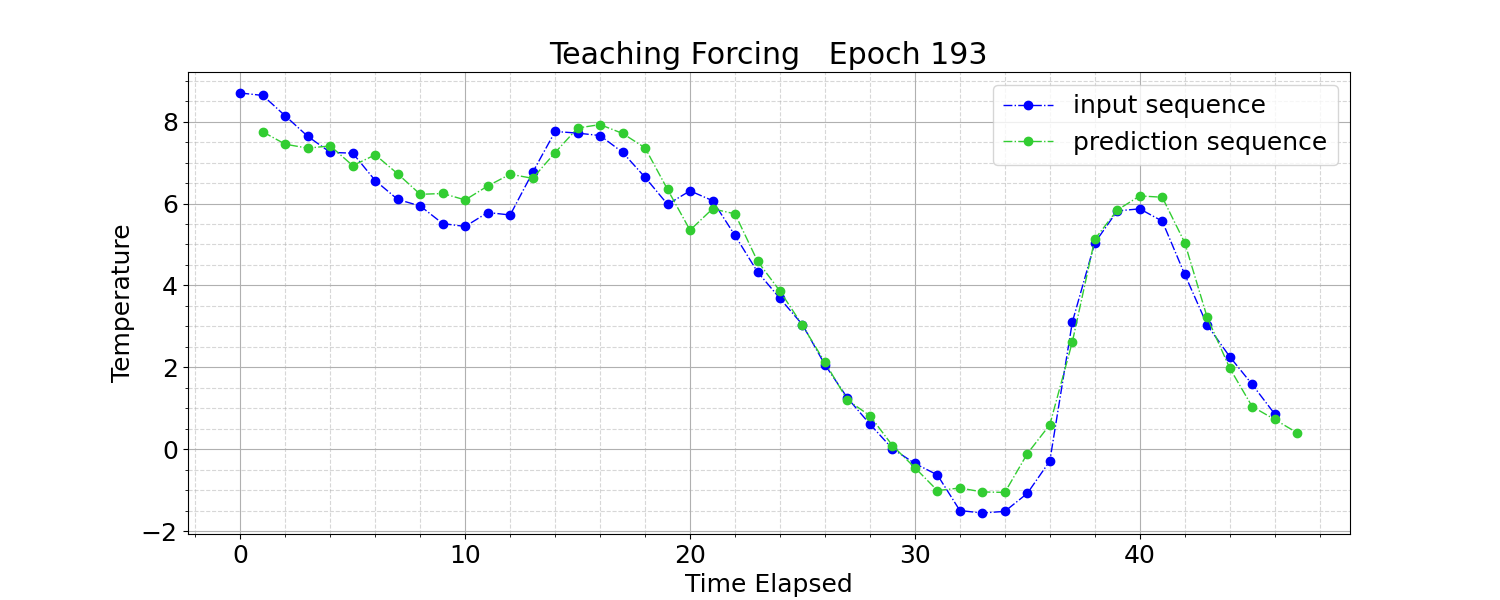 Teaching Forcing   Epoch 193
input sequence
prediction sequence
Temperature
8
6
4
2
0
−2
0 10 20 30 40
Time Elapsed